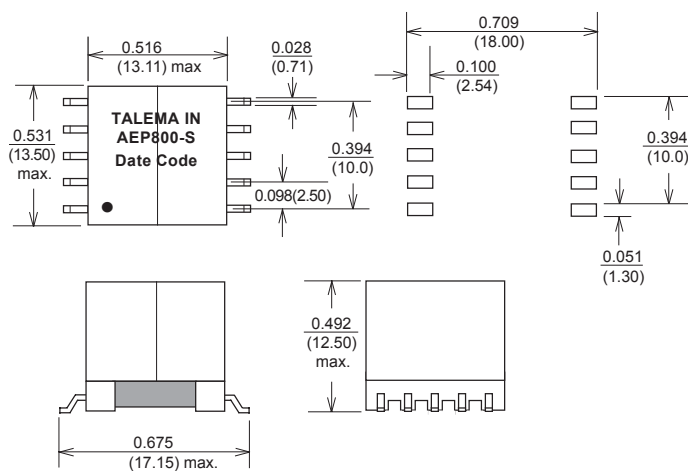 0.516
(13.11) max
0.028
(0.71)
0.709
(18.00)
0.100
(2.54)
TALEMA IN
AEP800-S
Date Code
0.531
(13.50)
max.
0.394
(10.0)
0.098(2.50)
0.394
(10.0)
0.051
(1.30)
0.492
(12.50)
max.
0.675
(17.15) max.